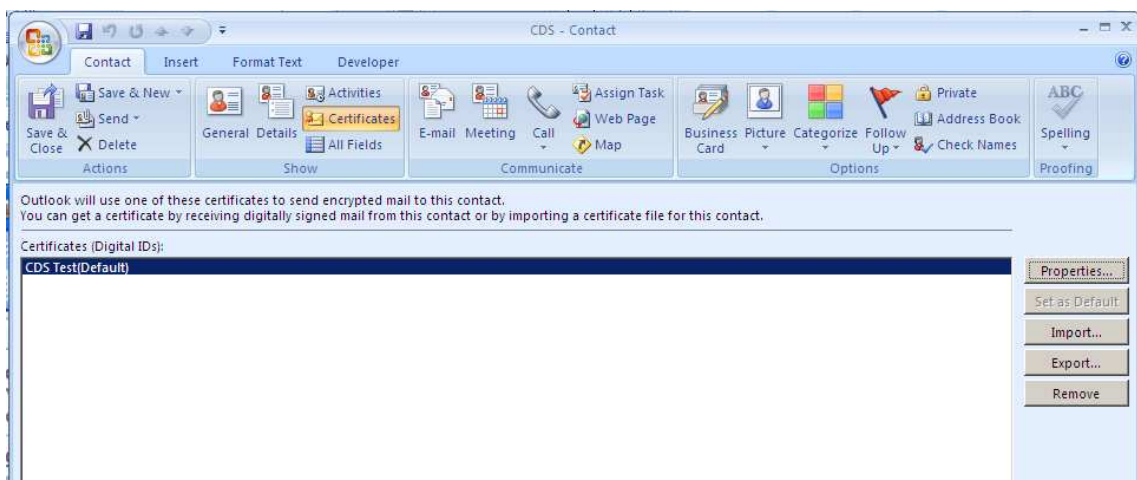 CDS - Contact
Contact Insert Format Text Developer
Save & Close
Save & New
Send
Delete
Actions
General Details
Activities
Certificates
All Fields
Show
E-mail Meeting Call
Assign Task
Web Page
Map
Communicate
Business Card Picture Categorize Follow Up
Private
Address Book
Check Names
Options
ABC
Spelling
Proofing
Outlook will use one of these certificates to send encrypted mail to this contact.
You can get a certificate by receiving digitally signed mail from this contact or by importing a certificate file for this contact.
Certificates (Digital IDs):
CDS Test(Default)
Properties...
Set as Default
Import...
Export...
Remove